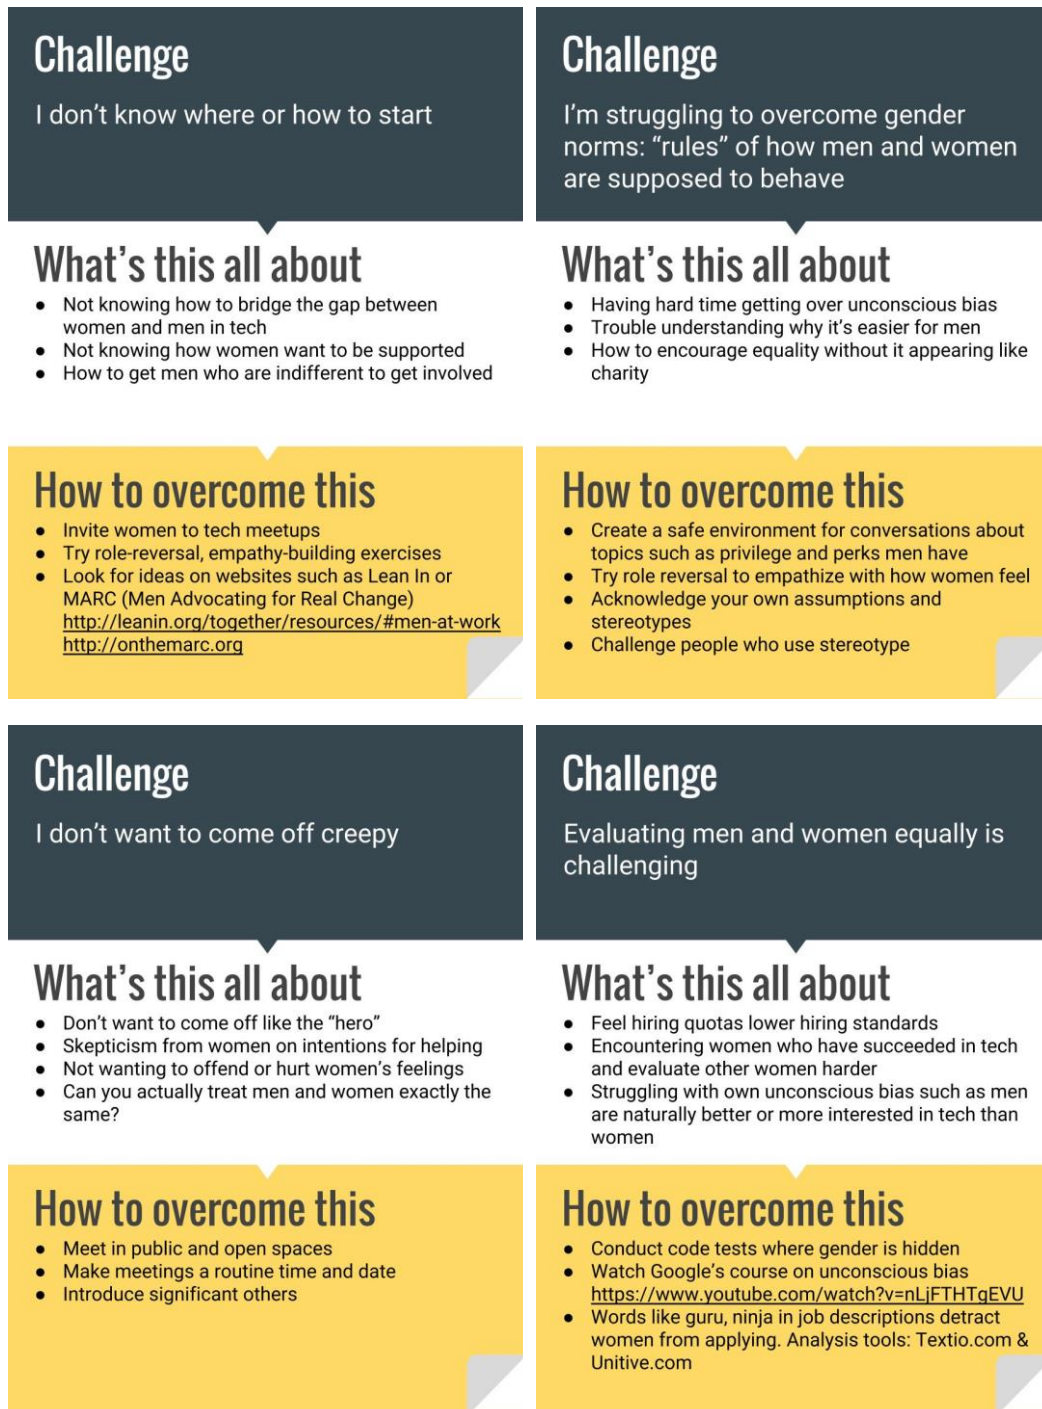 Challenge
I don't know where or how to start
What's this all about
● Not knowing how to bridge the gap between
women and men in tech
● Not knowing how women want to be supported
● How to get men who are indifferent to get involved
How to overcome this
● Invite women to tech meetups
● Try role-reversal, empathy-building exercises
● Look for ideas on websites such as Lean In or
MARC (Men Advocating for Real Change)
http://leanin.org/together/resources/#men-at-work
http://onthemarc.org
Challenge
I'm struggling to overcome gender
norms: “rules” of how men and women
are supposed to behave
What's this all about
● Having hard time getting over unconscious bias
● Trouble understanding why it's easier for men
● How to encourage equality without it appearing like
charity
How to overcome this
● Create a safe environment for conversations about
topics such as privilege and perks men have
● Try role reversal to empathize with how women feel
● Acknowledge your own assumptions and
stereotypes
● Challenge people who use stereotype
Challenge
I don't want to come off creepy
What's this all about
● Don't want to come off like the “hero”
● Skepticism from women on intentions for helping
● Not wanting to offend or hurt women's feelings
● Can you actually treat men and women exactly the
same?
How to overcome this
● Meet in public and open spaces
● Make meetings a routine time and date
● Introduce significant others
Challenge
Evaluating men and women equally is
challenging
What's this all about
● Feel hiring quotas lower hiring standards
● Encountering women who have succeeded in tech
and evaluate other women harder
● Struggling with own unconscious bias such as men
are naturally better or more interested in tech than
women
How to overcome this
● Conduct code tests where gender is hidden
● Watch Google's course on unconscious bias
https://www.youtube.com/watch?v=nLjFTHTgEVU
● Words like guru, ninja in job descriptions detract
women from applying. Analysis tools: Textio.com &
Unitive.com